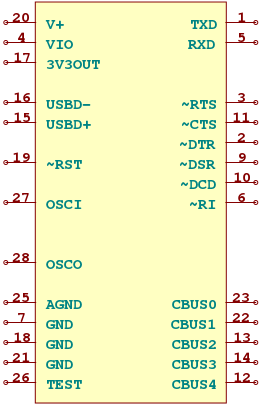 20 V+ TXD 1
4 VIO RXD 5
17 3V3OUT
16 USBD- ~RTS 3
15 USBD+ ~CTS 11
~DTR 2
19 ~RST ~DSR 9
~DCD 10
27 OSCI ~RI 6
28 OSCO
25 AGND CBUS0 23
7 GND CBUS1 22
18 GND CBUS2 13
21 GND CBUS3 14
26 TEST CBUS4 12